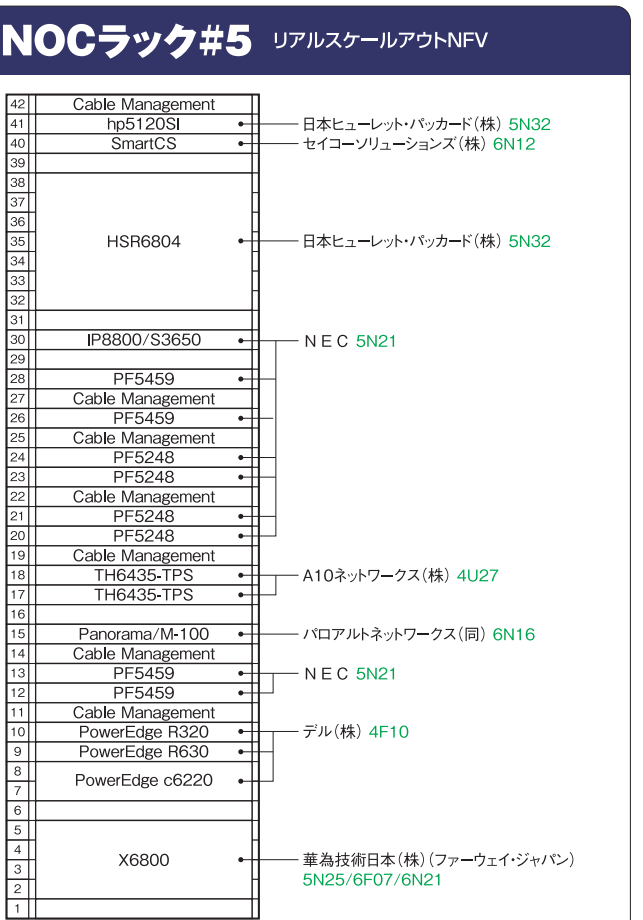 NOCラック#5 リアルスケールアウトNFV
42 Cable Management
41 hp5120SI 日本ヒューレット・パッカード(株) 5N32
40 SmartCS セイコーソリューションズ(株) 6N12
39
38
37
36
35 HSR6804 日本ヒューレット・パッカード(株) 5N32
34
33
32
31
30 IP8800/S3650 NEC 5N21
29
28 PF5459
27 Cable Management
26 PF5459
25 Cable Management
24 PF5248
23 PF5248
22 Cable Management
21 PF5248
20 PF5248
19 Cable Management
18 TH6435-TPS A10ネットワークス(株) 4U27
17 TH6435-TPS
16
15 Panorama/M-100 パロアルトネットワークス(同) 6N16
14 Cable Management
13 PF5459 NEC 5N21
12 PF5459
11 Cable Management
10 PowerEdge R320 デル(株) 4F10
9 PowerEdge R630
8
PowerEdge c6220
7
6
5
4
X6800 華為技術日本(株)(ファーウェイ・ジャパン)
3
5N25/6F07/6N21
2
1